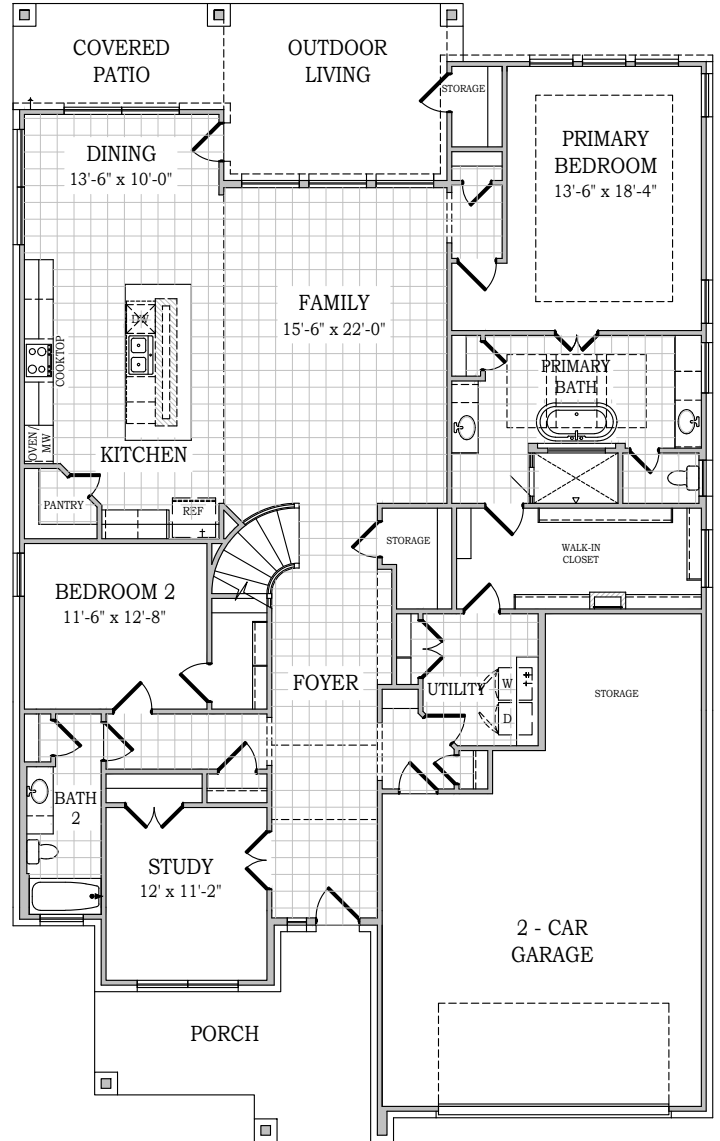 COVERED
PATIO
OUTDOOR
LIVING
STORAGE
DINING
13'-6" x 10'-0"
PRIMARY
BEDROOM
13'-6" x 18'-4"
FAMILY
15'-6" x 22'-0"
DW
COOKTOP
PRIMARY
BATH
OVEN/
MW
KITCHEN
PANTRY
REF
STORAGE
WALK-IN
CLOSET
BEDROOM 2
11'-6" x 12'-8"
FOYER
UTILITY
W
D
STORAGE
BATH
2
STUDY
12' x 11'-2"
2 - CAR
GARAGE
PORCH